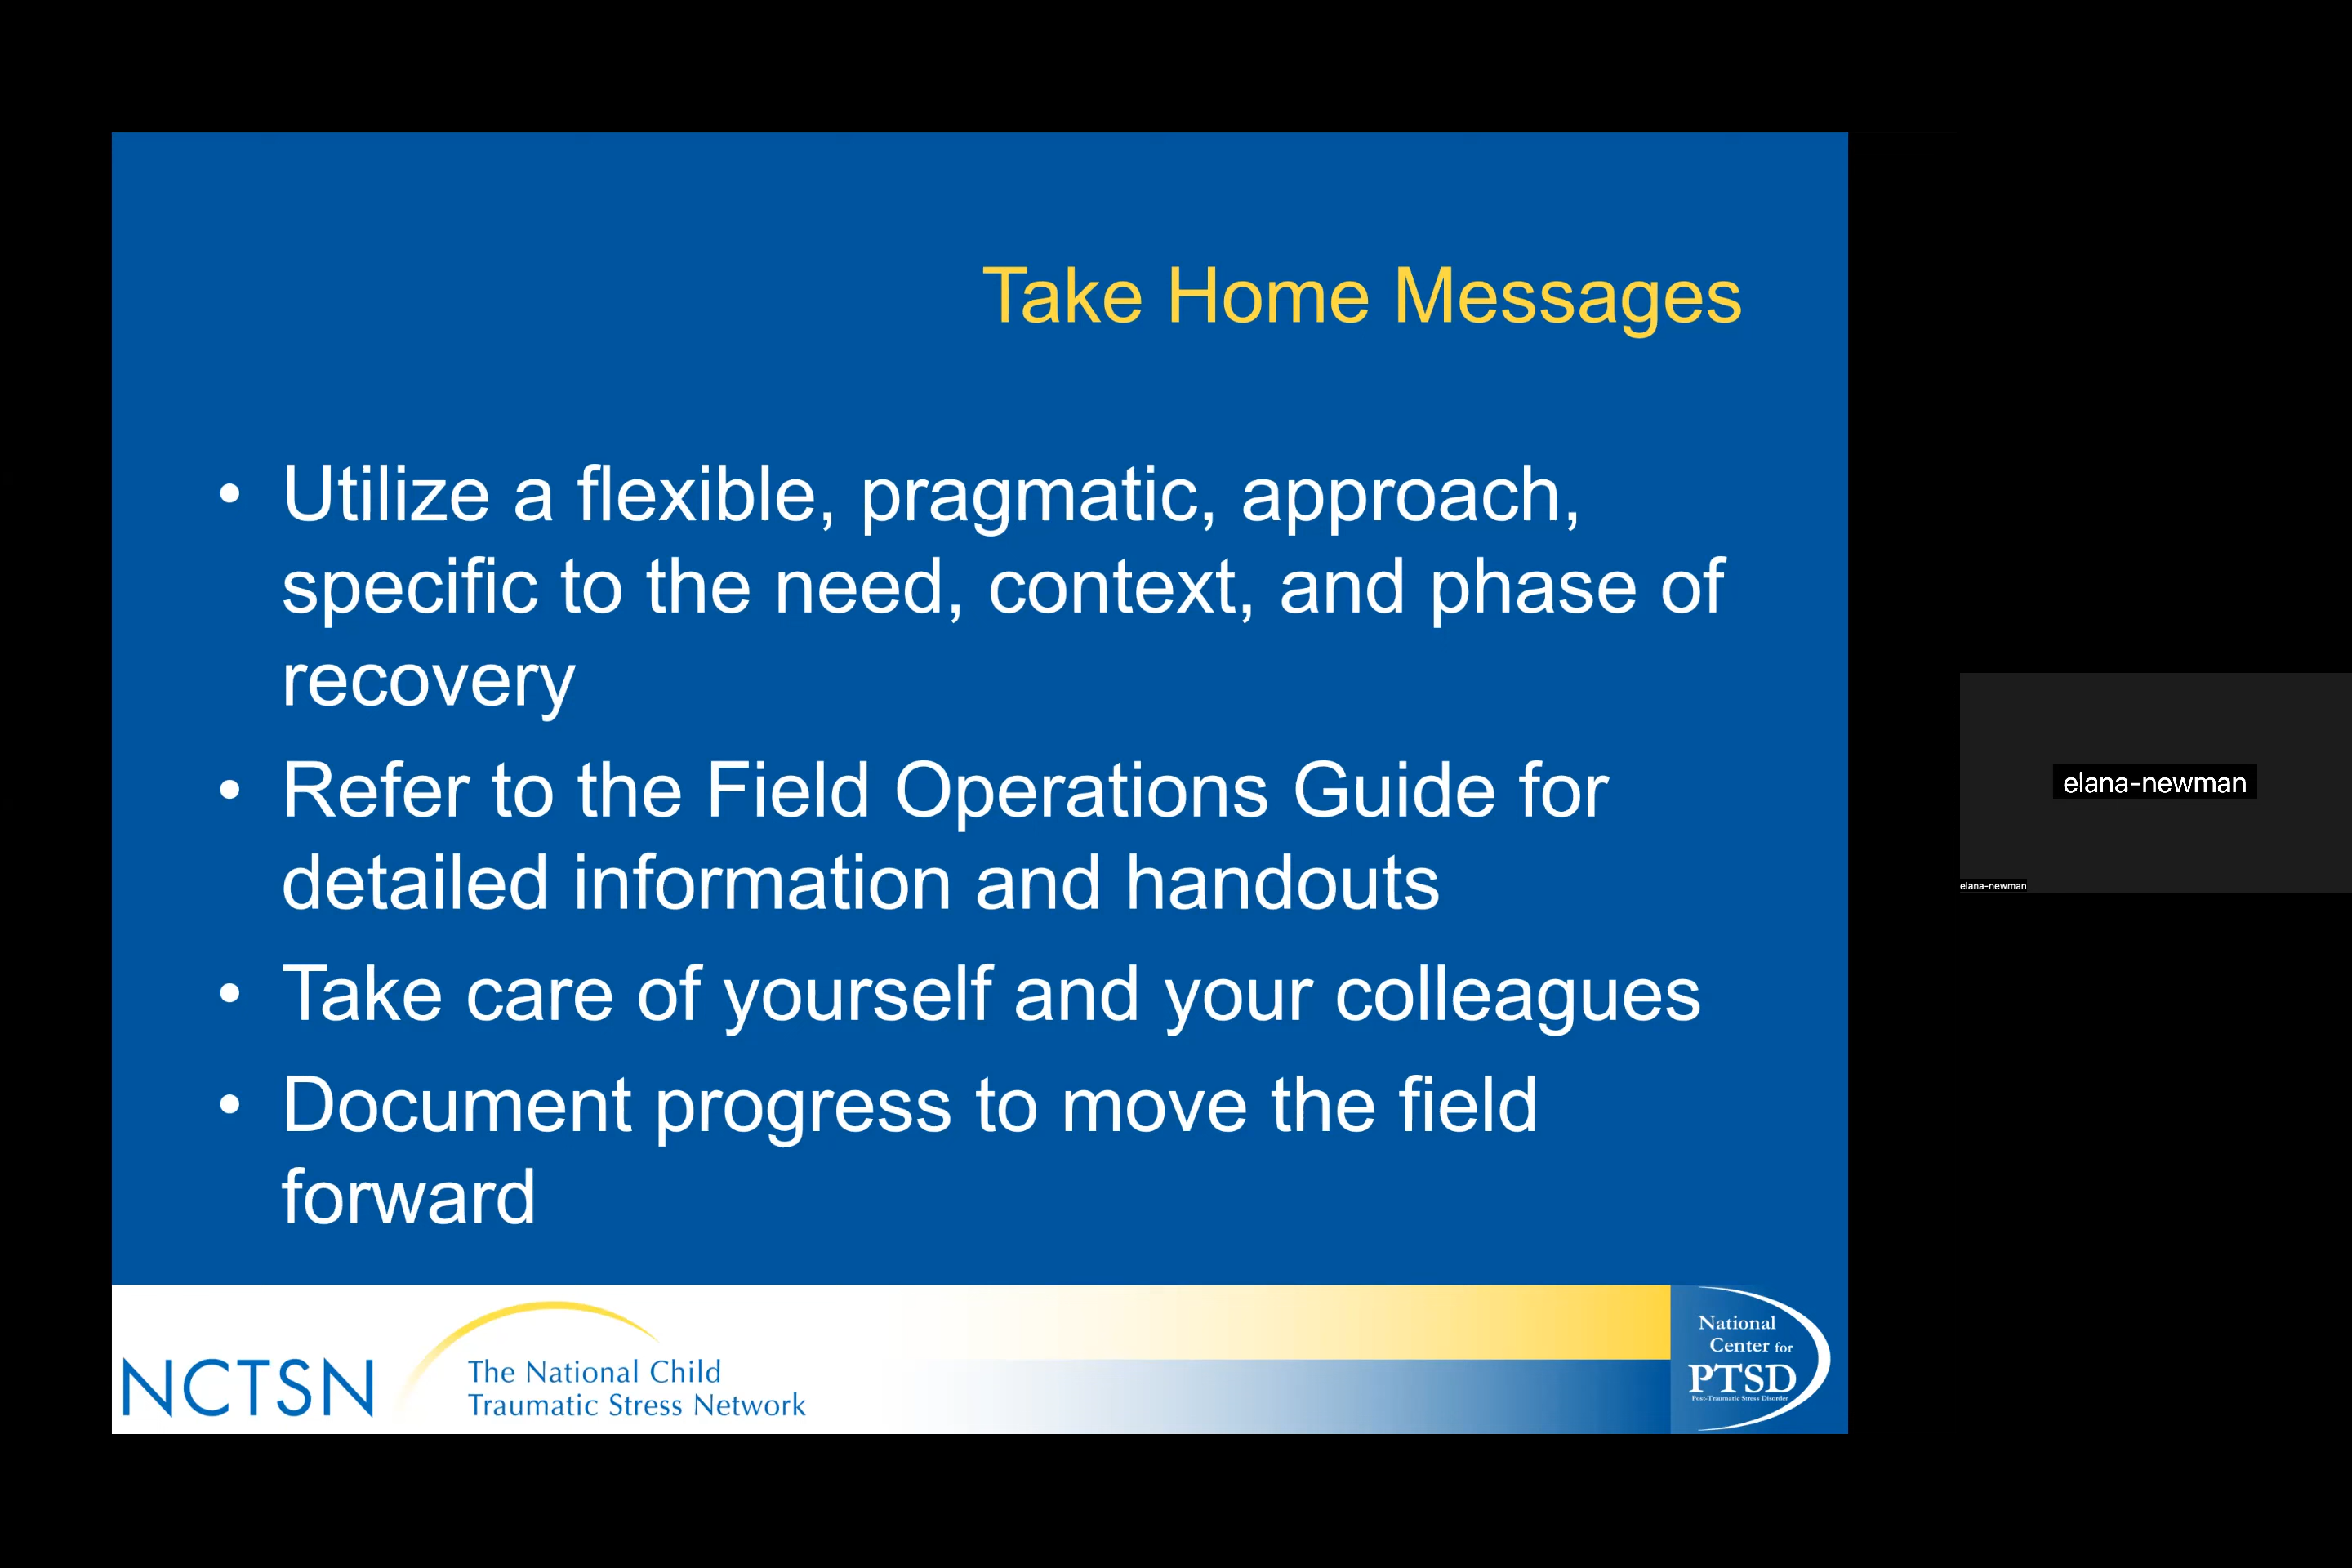 Take Home Messages
• Utilize a flexible, pragmatic, approach,
specific to the need, context, and phase of
recovery
• Refer to the Field Operations Guide for
detailed information and handouts
• Take care of yourself and your colleagues
• Document progress to move the field
forward
NCTSN
The National Child
Traumatic Stress Network
National
Center for
PTSD
Post-Traumatic Stress Disorder
elana-newman
elana-newman